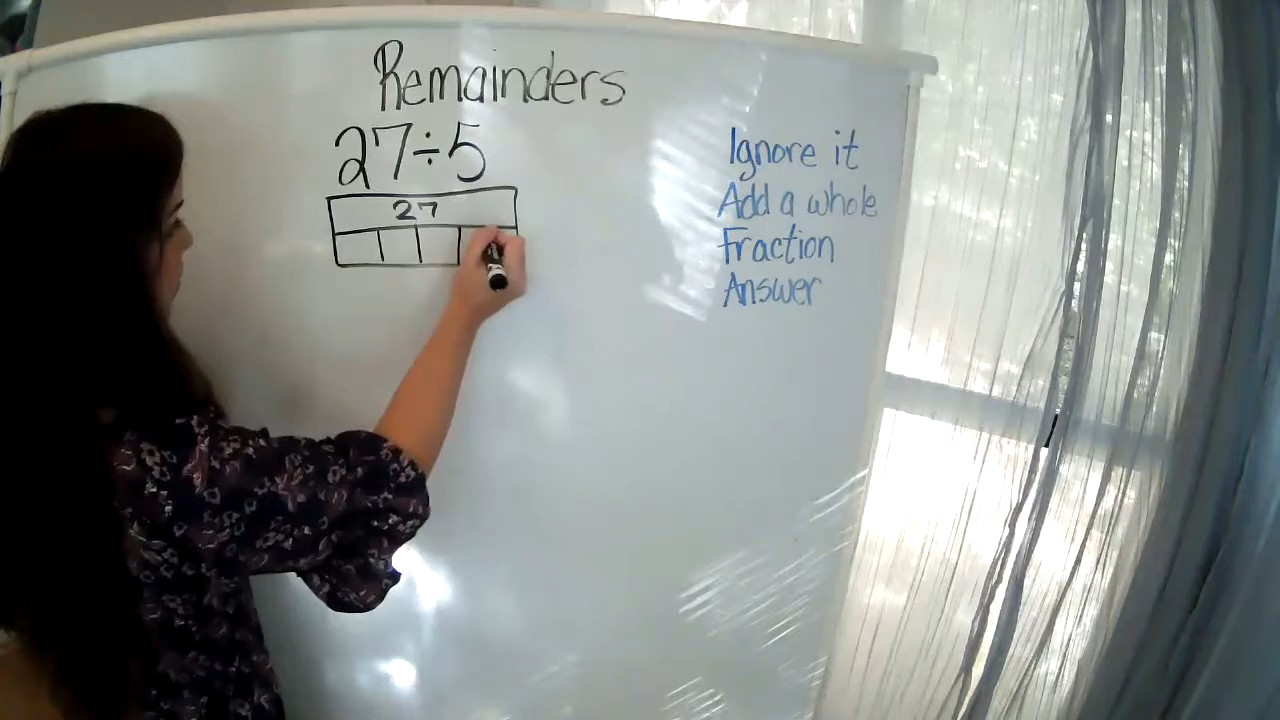 Remainders
27÷5
27
Ignore it
Add a whole
Fraction
Answer